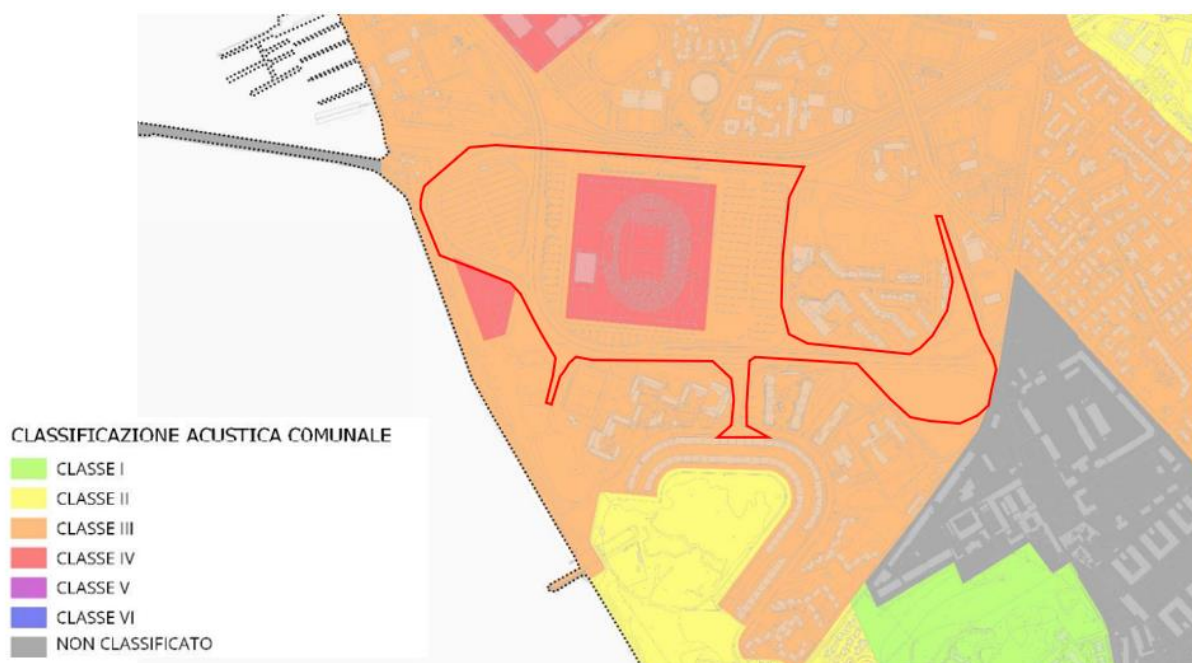 CLASSIFICAZIONE ACUSTICA COMUNALE
CLASSE I
CLASSE II
CLASSE III
CLASSE IV
CLASSE V
CLASSE VI
NON CLASSIFICATO